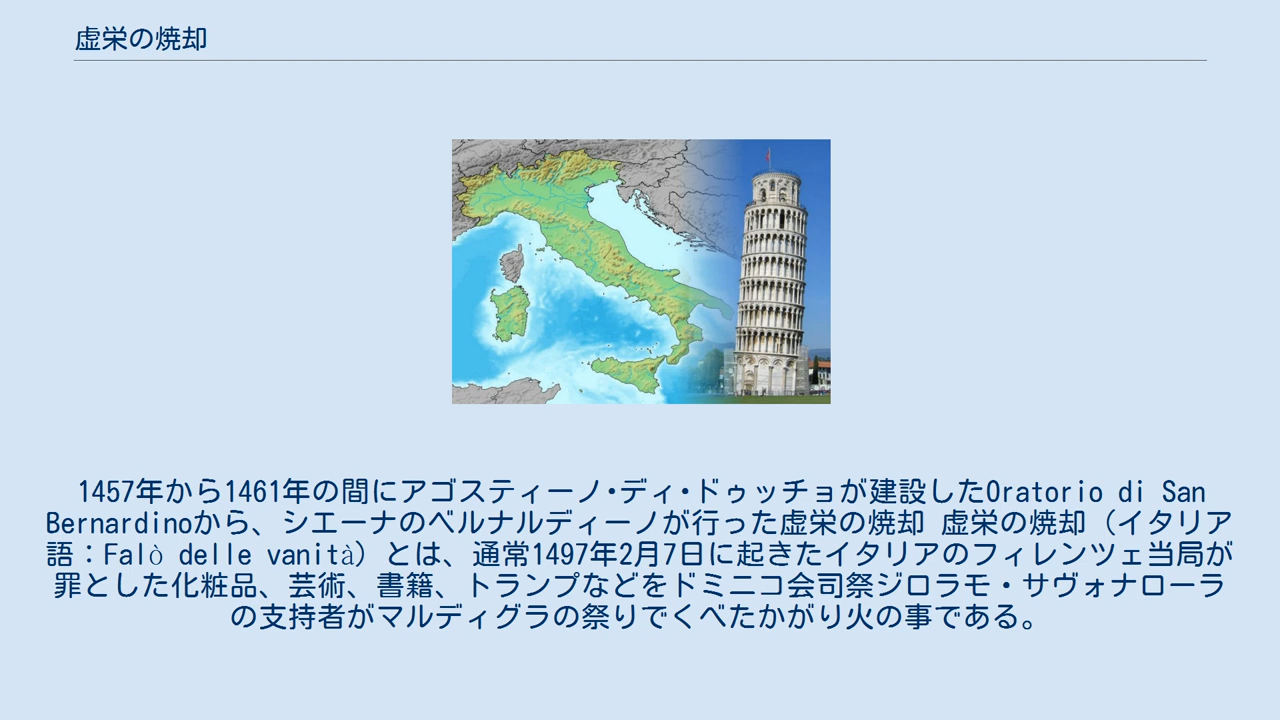 虚栄の焼却
1457年から1461年の間にアゴスティーノ・ディ・ドゥッチョが建設したOratorio di San
Bernardinoから、シエーナのベルナルディーノが行った虚栄の焼却 虚栄の焼却（イタリア
語：Falò delle vanità）とは、通常1497年2月7日に起きたイタリアのフィレンツェ当局が
罪とした化粧品、芸術、書籍、トランプなどをドミニコ会司祭ジロラモ・サヴォナローラ
の支持者がマルディグラの祭りでくべたかがり火の事である。